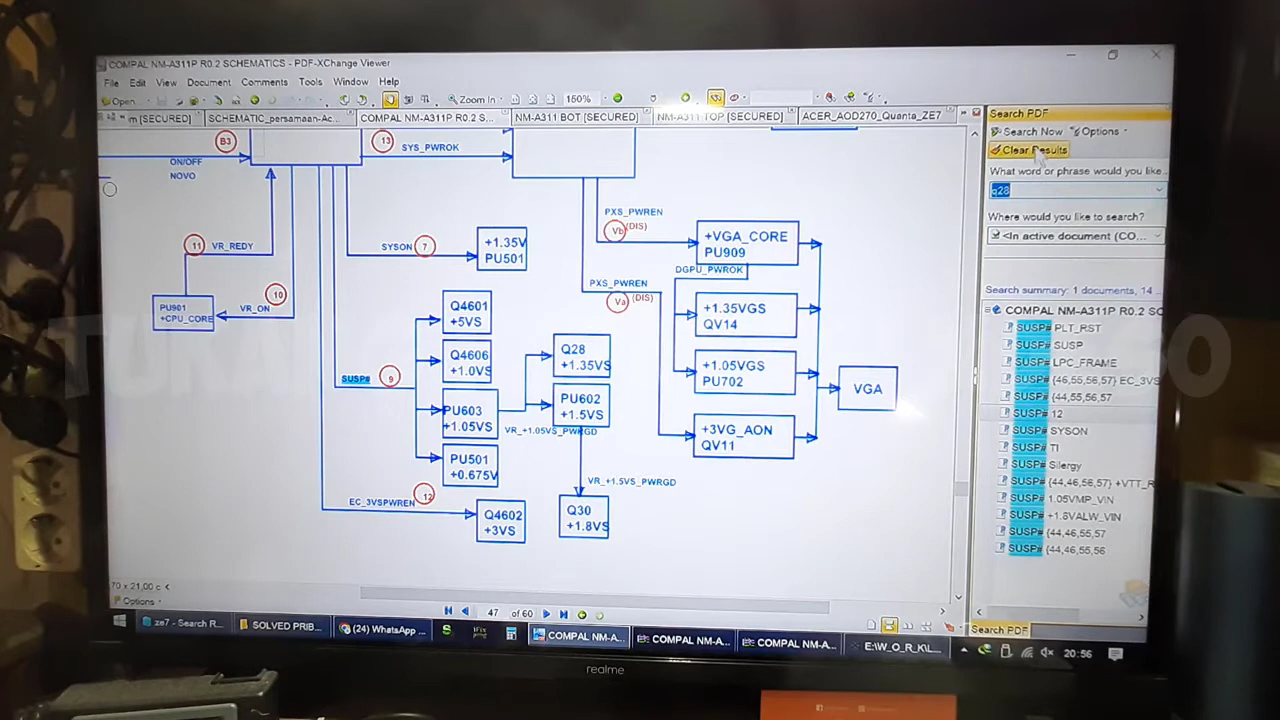 COMPAL NM-A311P R0.2 SCHEMATICS - PDF-XChange Viewer
File Edit View Document Comments Tools Window Help
Open...
Zoom In
150%
m [SECURED]
SCHEMATIC_persamaan-Ac...
COMPAL NM-A311P R0.2 S...
NM-A311 BOT [SECURED]
NM-A311 TOP [SECURED]
ACER_AOD270_Quanta_ZE7
B3
ON/OFF
NOVO
13
SYS_PWROK
11
VR_REDY
PU901
+CPU_CORE
VR_ON
10
SYSON
7
+1.35V
PU501
SUSP#
9
Q4601
+5VS
Q4606
+1.0VS
PU603
+1.05VS
PU501
+0.675V
Q28
+1.35VS
PU602
+1.5VS
VR_+1.05VS_PWRGD
VR_+1.5VS_PWRGD
Q30
+1.8VS
EC_3VSPWREN
12
Q4602
+3VS
PXS_PWREN
Vb
(DIS)
+VGA_CORE
PU909
DGPU_PWROK
PXS_PWREN
Va
(DIS)
+1.35VGS
QV14
+1.05VGS
PU702
+3VG_AON
QV11
VGA
Search PDF
Search Now
Options
Clear Results
What word or phrase would you like
q28
Where would you like to search?
<In active document (CO...
Search summary: 1 documents, 14 ...
COMPAL NM-A311P R0.2 SC
SUSP# PLT_RST
SUSP# SUSP
SUSP# LPC_FRAME
SUSP# {46,55,56,57} EC_3VS
SUSP# {44,55,56,57
SUSP# 12
SUSP# SYSON
SUSP# TI
SUSP# Silergy
SUSP# {44,46,56,57} +VTT_R
SUSP# 1.05VMP_VIN
SUSP# +1.8VALW_VIN
SUSP# {44,46,55,57
SUSP# {44,46,55,56
70 x 21,00 c
Options
47 of 60
Search PDF
ze7 - Search R...
SOLVED PRIB...
(24) WhatsApp ...
COMPAL NM-A...
COMPAL NM-A...
COMPAL NM-A...
E:\W_O_R_K\L...
20:56
realme